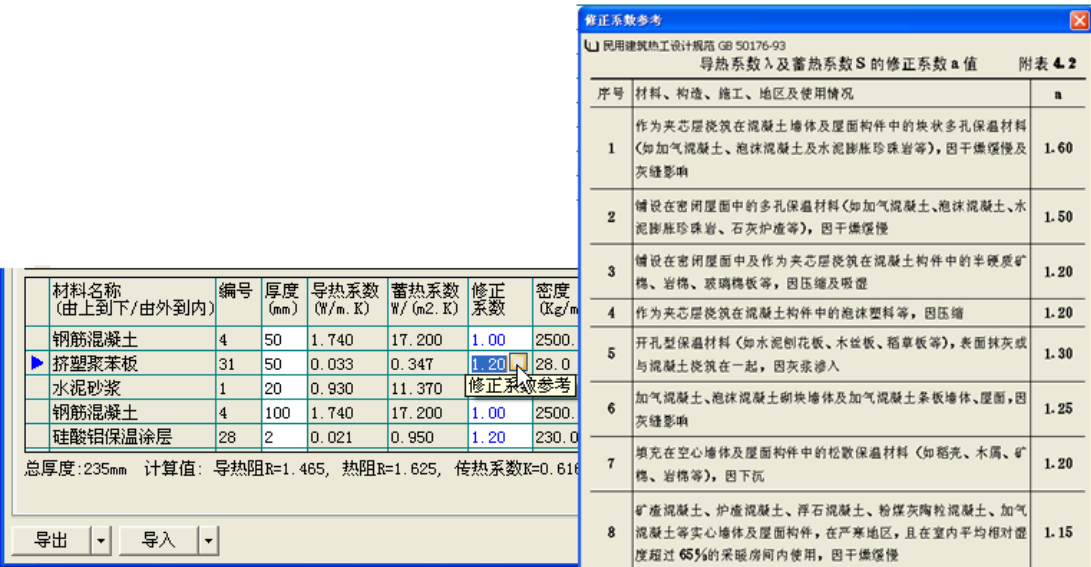 修正系数参考
民用建筑热工设计规范 GB 50176-93
导热系数λ及蓄热系数S的修正系数a值 附表 4.2
序号 材料、构造、施工、地区及使用情况 a
1 作为夹芯层浇筑在混凝土墙体及屋面构件中的块状多孔保温材料 1.60
(如加气混凝土、泡沫混凝土及水泥膨胀珍珠岩等),因干燥缓慢及
灰缝影响
2 铺设在密闭屋面中的多孔保温材料(如加气混凝土、泡沫混凝土、水 1.50
泥膨胀珍珠岩、石灰炉渣等),因干燥缓慢
3 铺设在密闭屋面中及作为夹芯层浇筑在混凝土构件中的半硬质矿 1.20
棉、岩棉、玻璃棉板等,因压缩及吸湿
4 作为夹芯层浇筑在混凝土构件中的泡沫塑料等,因压缩 1.20
5 开孔型保温材料(如水泥刨花板、木丝板、稻草板等),表面抹灰或 1.30
与混凝土浇筑在一起,因灰浆渗入
6 加气混凝土、泡沫混凝土砌块墙体及加气混凝土条板墙体、屋面,因 1.25
灰缝影响
7 填充在空心墙体及屋面构件中的松散保温材料(如稻壳、木屑、矿 1.20
棉、岩棉等),因下沉
8 矿渣混凝土、炉渣混凝土、浮石混凝土、粉煤灰陶粒混凝土、加气 1.15
混凝土等实心墙体及屋面构件,在严寒地区,且在室内平均相对湿
度超过65%的采暖房间内使用,因干燥缓慢
材料名称 编号 厚度 导热系数 蓄热系数 修正 密度
(由上到下/由外到内) (mm) (W/m.K) W/(m2.K) 系数 (Kg/m
钢筋混凝土 4 50 1.740 17.200 1.00 2500.
挤塑聚苯板 31 50 0.033 0.347 1.20 28.0
水泥砂浆 1 20 0.930 11.370 修正系数参考
钢筋混凝土 4 100 1.740 17.200 1.00 2500.
硅酸铝保温涂层 28 2 0.021 0.950 1.20 230.0
总厚度:235mm 计算值: 导热阻R=1.465, 热阻R=1.625, 传热系数K=0.616
导出 导入